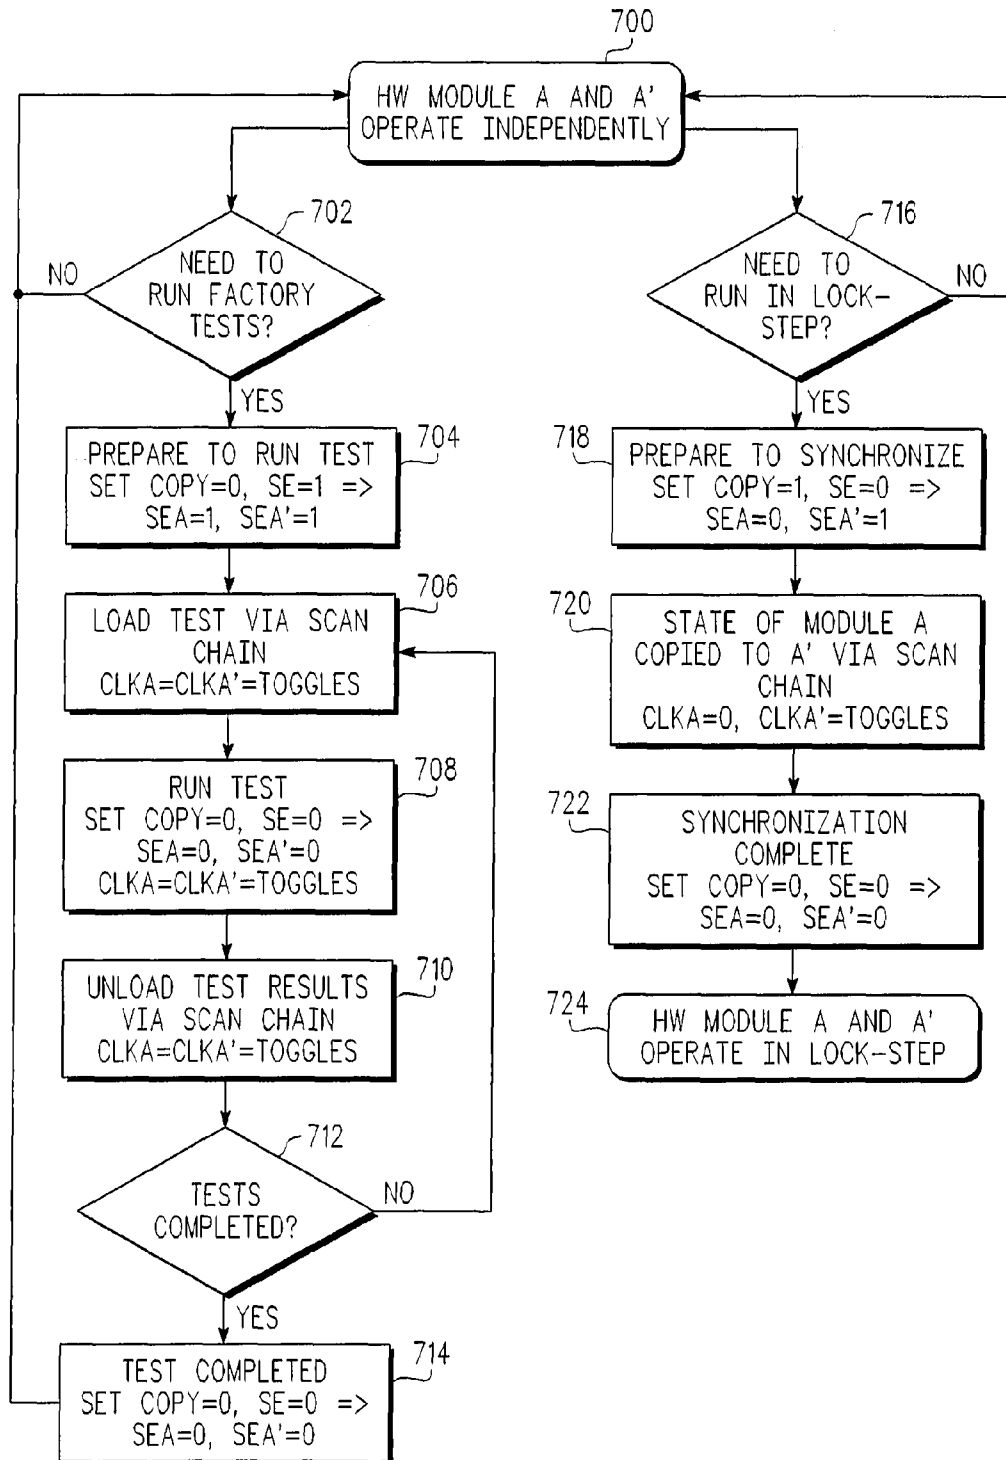 700
HW MODULE A AND A'
OPERATE INDEPENDENTLY
702
NEED TO
RUN FACTORY
TESTS?
NO
YES
704
PREPARE TO RUN TEST
SET COPY=0, SE=1 =>
SEA=1, SEA'=1
706
LOAD TEST VIA SCAN
CHAIN
CLKA=CLKA'=TOGGLES
708
RUN TEST
SET COPY=0, SE=0 =>
SEA=0, SEA'=0
CLKA=CLKA'=TOGGLES
710
UNLOAD TEST RESULTS
VIA SCAN CHAIN
CLKA=CLKA'=TOGGLES
712
TESTS
COMPLETED?
NO
YES
714
TEST COMPLETED
SET COPY=0, SE=0 =>
SEA=0, SEA'=0
716
NEED TO
RUN IN LOCK-
STEP?
NO
YES
718
PREPARE TO SYNCHRONIZE
SET COPY=1, SE=0 =>
SEA=0, SEA'=1
720
STATE OF MODULE A
COPIED TO A' VIA SCAN
CHAIN
CLKA=0, CLKA'=TOGGLES
722
SYNCHRONIZATION
COMPLETE
SET COPY=0, SE=0 =>
SEA=0, SEA'=0
724
HW MODULE A AND A'
OPERATE IN LOCK-STEP